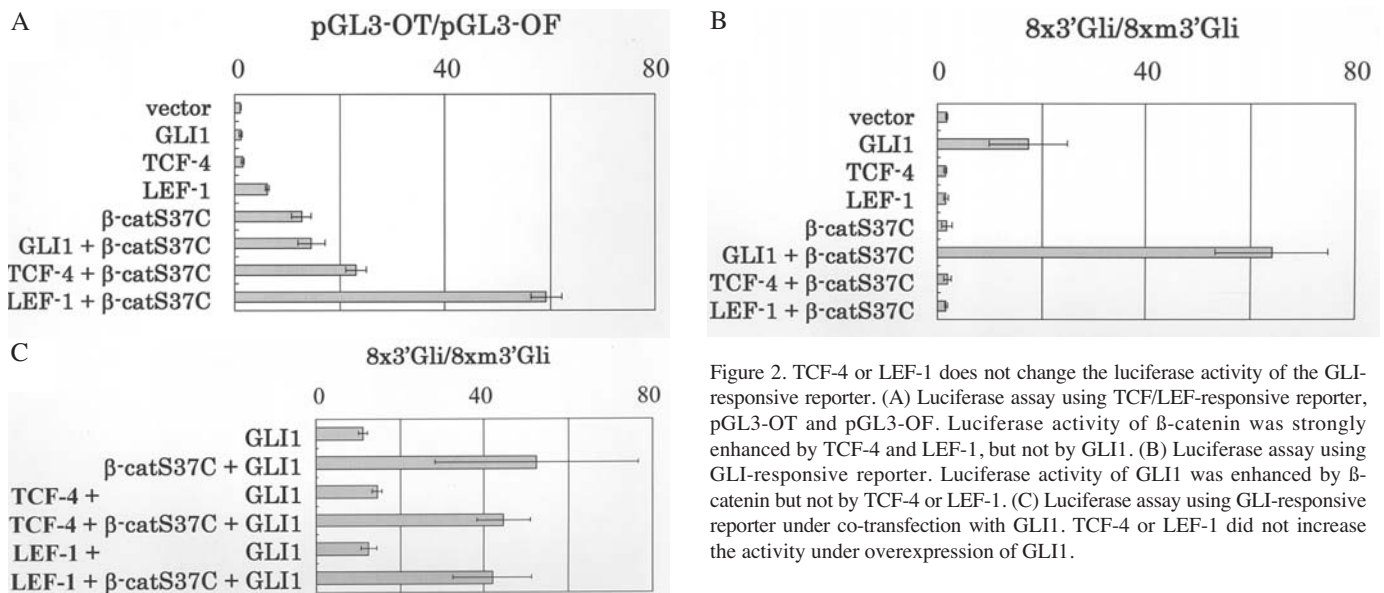 A
pGL3-OT/pGL3-OF
0 40 80
vector
GLI1
TCF-4
LEF-1
β-catS37C
GLI1 + β-catS37C
TCF-4 + β-catS37C
LEF-1 + β-catS37C
B
8x3'Gli/8xm3'Gli
0 40 80
vector
GLI1
TCF-4
LEF-1
β-catS37C
GLI1 + β-catS37C
TCF-4 + β-catS37C
LEF-1 + β-catS37C
C
8x3'Gli/8xm3'Gli
0 40 80
GLI1
β-catS37C + GLI1
TCF-4 + GLI1
TCF-4 + β-catS37C + GLI1
LEF-1 + GLI1
LEF-1 + β-catS37C + GLI1
Figure 2. TCF-4 or LEF-1 does not change the luciferase activity of the GLI-
responsive reporter. (A) Luciferase assay using TCF/LEF-responsive reporter,
pGL3-OT and pGL3-OF. Luciferase activity of ß-catenin was strongly
enhanced by TCF-4 and LEF-1, but not by GLI1. (B) Luciferase assay using
GLI-responsive reporter. Luciferase activity of GLI1 was enhanced by ß-
catenin but not by TCF-4 or LEF-1. (C) Luciferase assay using GLI-responsive
reporter under co-transfection with GLI1. TCF-4 or LEF-1 did not increase
the activity under overexpression of GLI1.